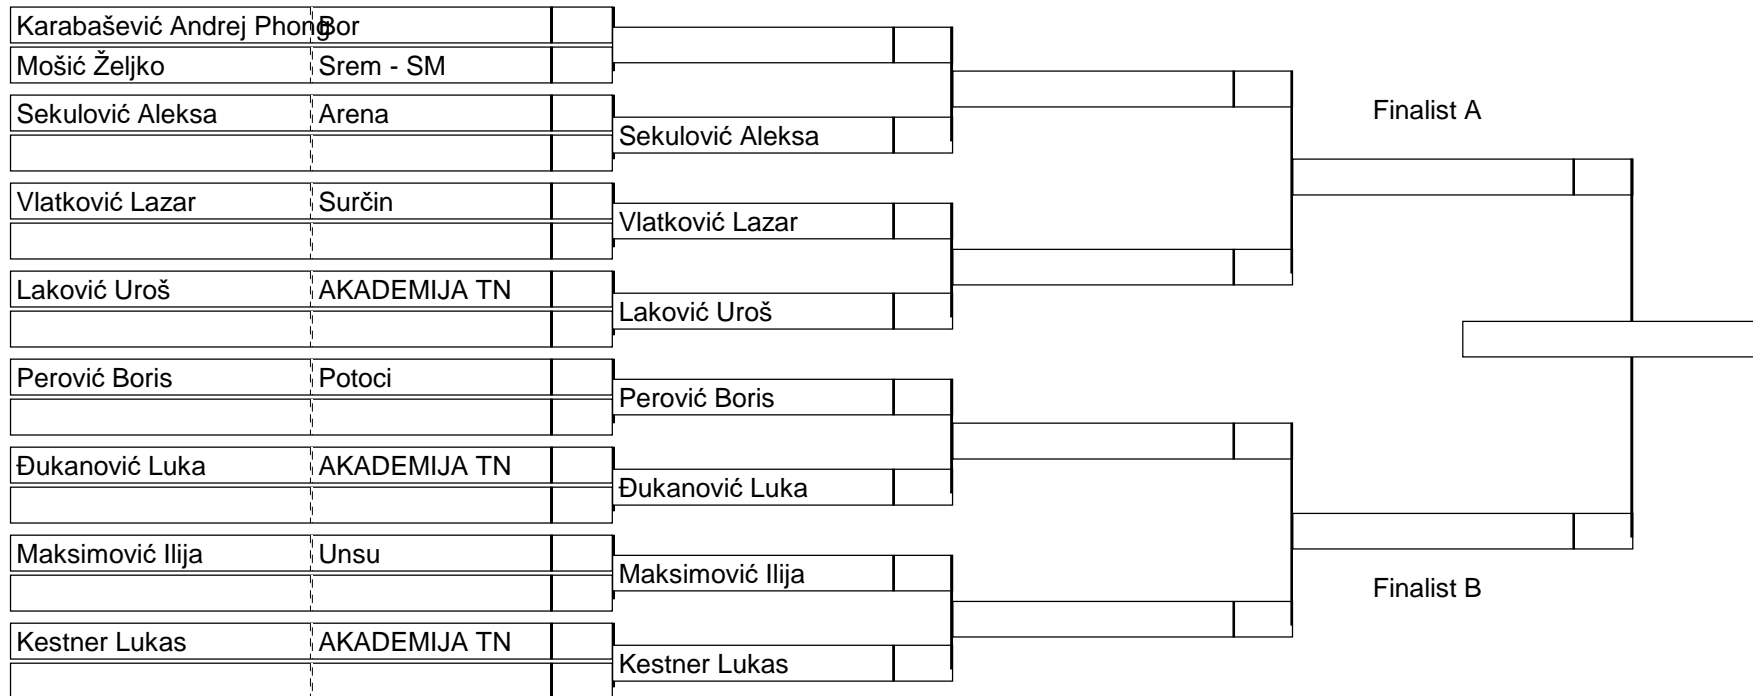 Karabašević Andrej Phong Bor
Mošić Željko Srem - SM
Sekulović Aleksa Arena
Sekulović Aleksa
Finalist A
Vlatković Lazar Surčin
Vlatković Lazar
Laković Uroš AKADEMIJA TN
Laković Uroš
Perović Boris Potoci
Perović Boris
Đukanović Luka AKADEMIJA TN
Đukanović Luka
Maksimović Ilija Unsu
Maksimović Ilija
Finalist B
Kestner Lukas AKADEMIJA TN
Kestner Lukas